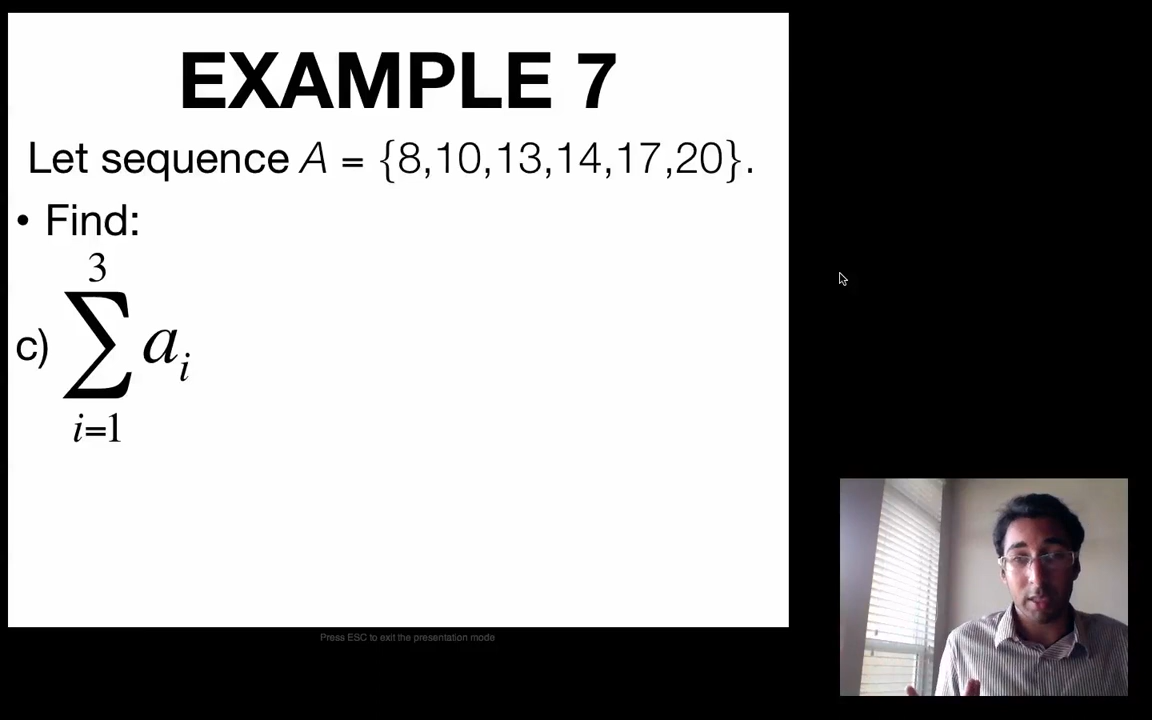 EXAMPLE 7
Let sequence A = {8,10,13,14,17,20}.
• Find:
3
c) ∑ aᵢ
i=1
Press ESC to exit the presentation mode